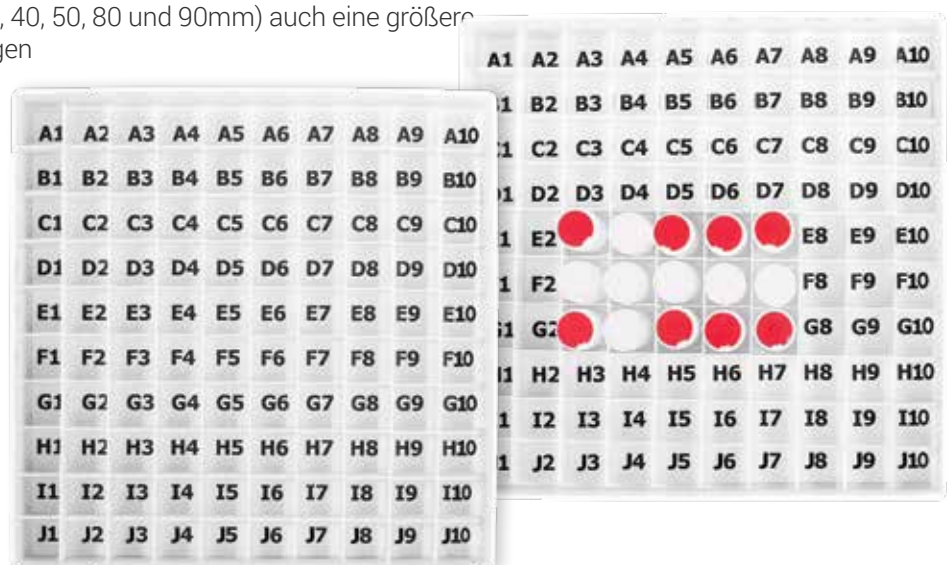 , 40, 50, 80 und 90mm) auch eine größere
gen
A1 A2 A3 A4 A5 A6 A7 A8 A9 A10
B2 B3 B4 B5 B6 B7 B8 B9 B10
C2 C3 C4 C5 C6 C7 C8 C9 C10
D2 D3 D4 D5 D6 D7 D8 D9 D10
E2 E8 E9 E10
F2 F8 F9 F10
G2 G8 G9 G10
H2 H3 H4 H5 H6 H7 H8 H9 H10
I2 I3 I4 I5 I6 I7 I8 I9 I10
J2 J3 J4 J5 J6 J7 J8 J9 J10
A1 A2 A3 A4 A5 A6 A7 A8 A9 A10
B1 B2 B3 B4 B5 B6 B7 B8 B9 B10
C1 C2 C3 C4 C5 C6 C7 C8 C9 C10
D1 D2 D3 D4 D5 D6 D7 D8 D9 D10
E1 E2 E3 E4 E5 E6 E7 E8 E9 E10
F1 F2 F3 F4 F5 F6 F7 F8 F9 F10
G1 G2 G3 G4 G5 G6 G7 G8 G9 G10
H1 H2 H3 H4 H5 H6 H7 H8 H9 H10
I1 I2 I3 I4 I5 I6 I7 I8 I9 I10
J1 J2 J3 J4 J5 J6 J7 J8 J9 J10